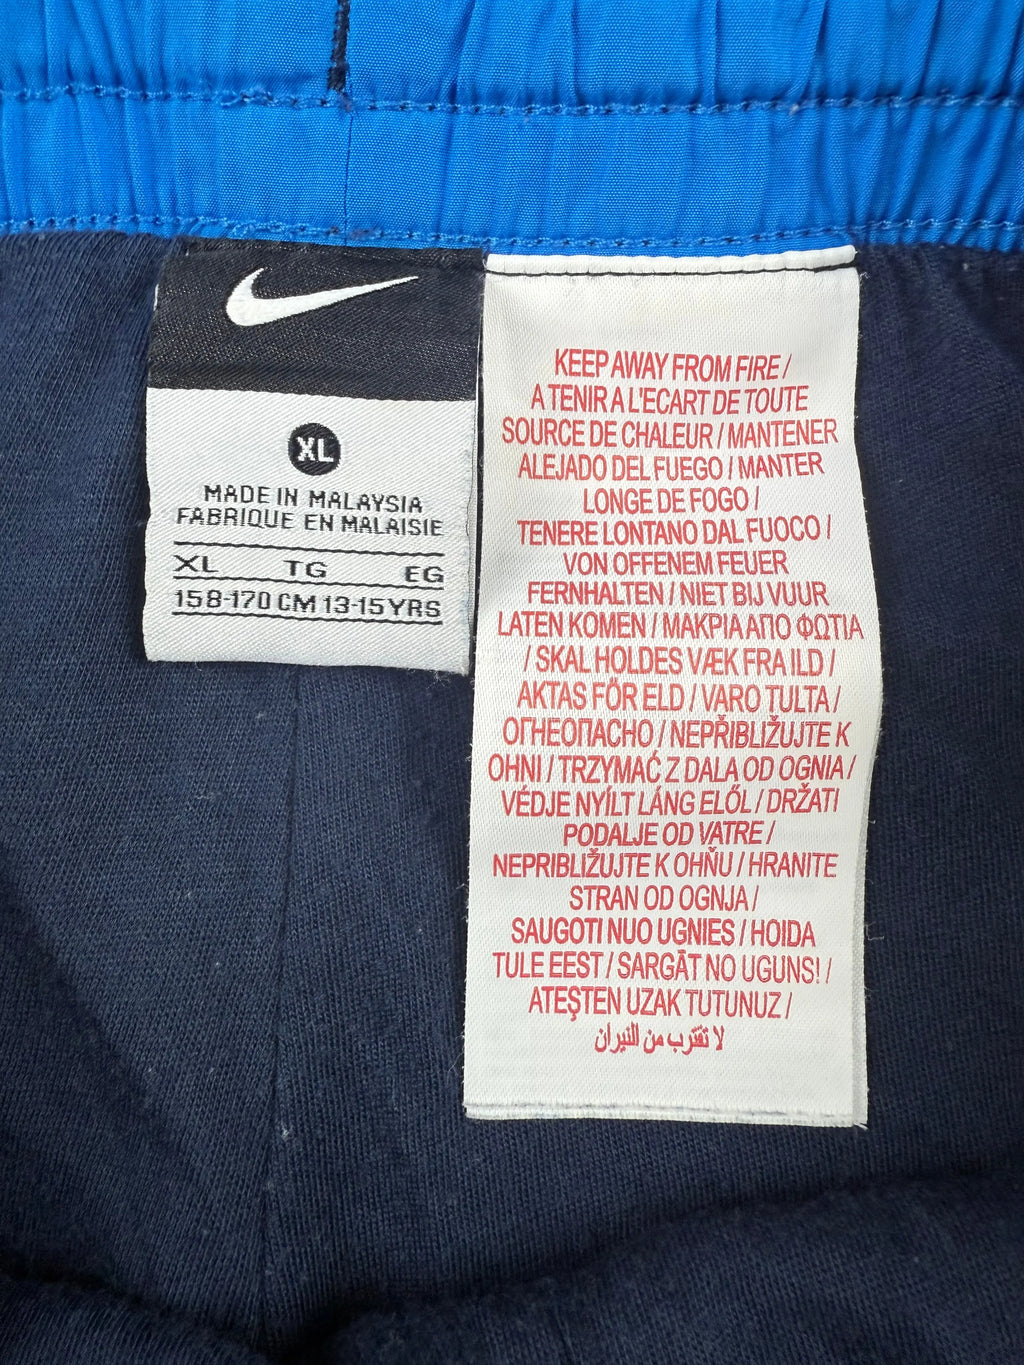 XL
MADE IN MALAYSIA
FABRIQUE EN MALAISIE
XL TG EG
158-170 CM 13-15 YRS
KEEP AWAY FROM FIRE /
A TENIR A L'ECART DE TOUTE
SOURCE DE CHALEUR / MANTENER
ALEJADO DEL FUEGO / MANTER
LONGE DE FOGO /
TENERE LONTANO DAL FUOCO /
VON OFFENEM FEUER
FERNHALTEN / NIET BIJ VUUR
LATEN KOMEN / ΜΑΚΡΙΑ ΑΠΟ ΦΩΤΙΑ
/ SKAL HOLDES VÆK FRA ILD /
AKTAS FÖR ELD / VARO TULTA /
ОГНЕОПАСНО / NEPŘIBLIŽUJTE K
OHNI / TRZYMAĆ Z DALA OD OGNIA /
VÉDJE NYÍLT LÁNG ELŐL / DRŽATI
PODALJE OD VATRE /
NEPRIBLIŽUJTE K OHŇU / HRANITE
STRAN OD OGNJA /
SAUGOTI NUO UGNIES / HOIDA
TULE EEST / SARGĀT NO UGUNS! /
ATEŞTEN UZAK TUTUNUZ /
لا تقترب من النيران